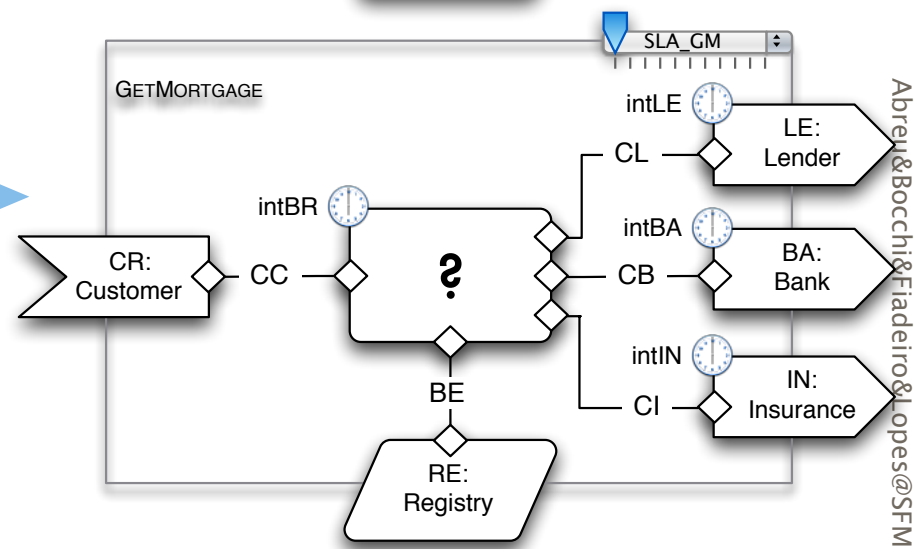 SLA_GM
GETMORTGAGE
intLE
LE:
Lender
CL
intBR
intBA
BA:
Bank
CR:
Customer
CC
?
CB
intIN
IN:
Insurance
BE
CI
RE:
Registry
Abreu&Bocchi&Fiadeiro&Lopes@SFM